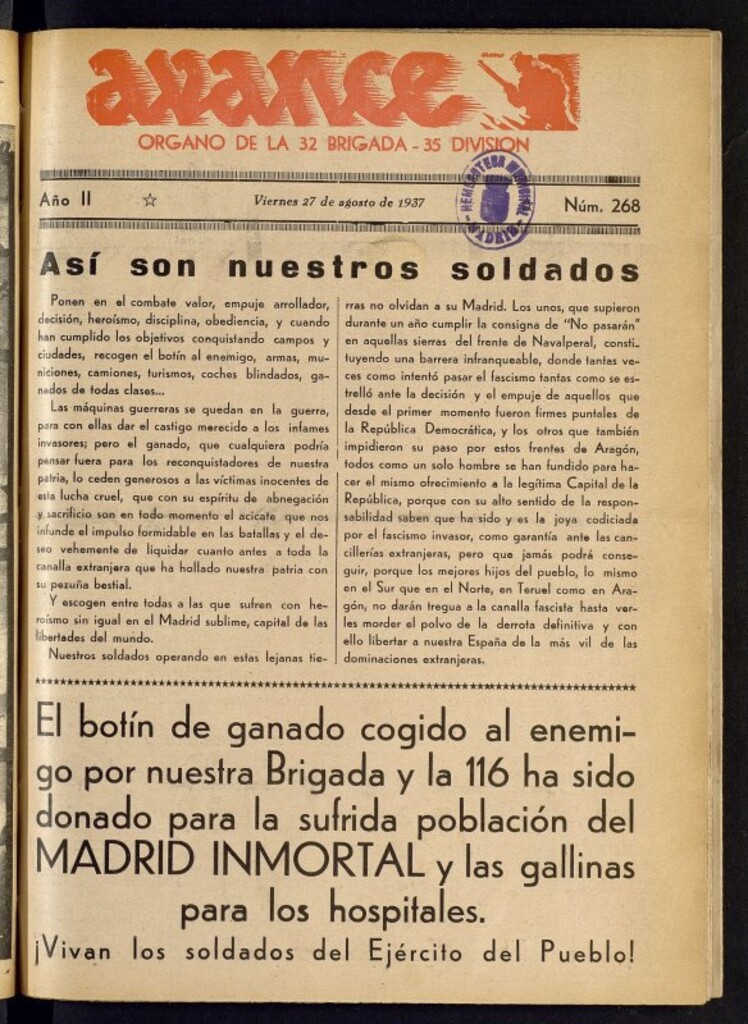 avance
ORGANO DE LA 32 BRIGADA - 35 DIVISION
Año II ☆ Viernes 27 de agosto de 1937 Núm. 268
HEMEROTECA MUNICIPAL
MADRID
Así son nuestros soldados
Ponen en el combate valor, empuje arrollador,
decisión, heroísmo, disciplina, obediencia, y cuando
han cumplido los objetivos conquistando campos y
ciudades, recogen el botín al enemigo, armas, mu-
niciones, camiones, turismos, coches blindados, ga-
nados de todas clases...
Las máquinas guerreras se quedan en la guerra,
para con ellas dar el castigo merecido a los infames
invasores; pero el ganado, que cualquiera podría
pensar fuera para los reconquistadores de nuestra
patria, lo ceden generosos a las víctimas inocentes de
esta lucha cruel, que con su espíritu de abnegación
y sacrificio son en todo momento el acicate que nos
infunde el impulso formidable en las batallas y el de-
seo vehemente de liquidar cuanto antes a toda la
canalla extranjera que ha hollado nuestra patria con
su pezuña bestial.
Y escogen entre todas a las que sufren con he-
roísmo sin igual en el Madrid sublime, capital de las
libertades del mundo.
Nuestros soldados operando en estas lejanas tie-
rras no olvidan a su Madrid. Los unos, que supieron
durante un año cumplir la consigna de "No pasarán"
en aquellas sierras del frente de Navalperal, consti-
tuyendo una barrera infranqueable, donde tantas ve-
ces como intentó pasar el fascismo tantas como se es-
trelló ante la decisión y el empuje de aquellos que
desde el primer momento fueron firmes puntales de
la República Democrática, y los otros que también
impidieron su paso por estos frentes de Aragón,
todos como un solo hombre se han fundido para ha-
cer el mismo ofrecimiento a la legítima Capital de la
República, porque con su alto sentido de la respon-
sabilidad saben que ha sido y es la joya codiciada
por el fascismo invasor, como garantía ante las can-
cillerías extranjeras, pero que jamás podrá conse-
guir, porque los mejores hijos del pueblo, lo mismo
en el Sur que en el Norte, en Teruel como en Ara-
gón, no darán tregua a la canalla fascista hasta ver-
les morder el polvo de la derrota definitiva y con
ello libertar a nuestra España de la más vil de las
dominaciones extranjeras.
El botín de ganado cogido al enemi-
go por nuestra Brigada y la 116 ha sido
donado para la sufrida población del
MADRID INMORTAL y las gallinas
para los hospitales.
¡Vivan los soldados del Ejército del Pueblo!